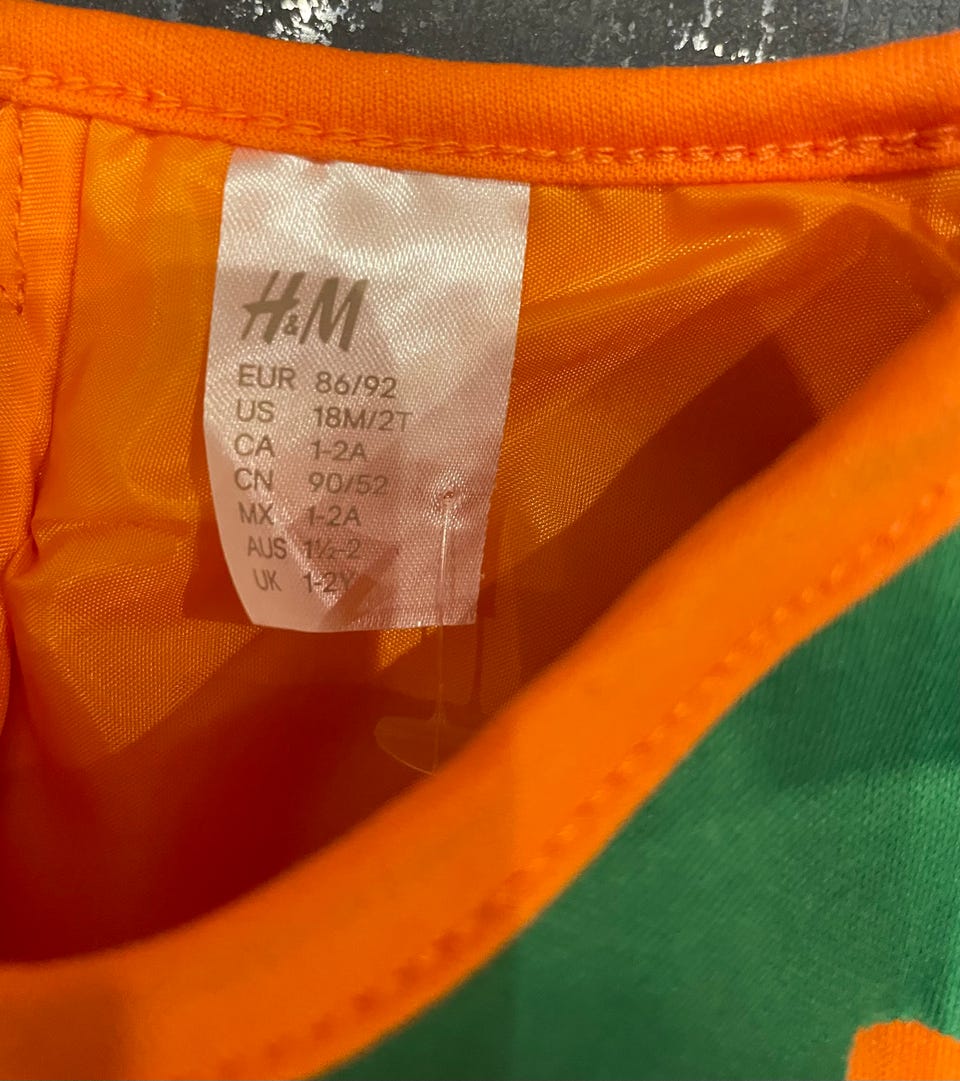 H&M
EUR 86/92
US 18M/2T
CA 1-2A
CN 90/52
MX 1-2A
AUS 1½-2
UK 1-2Y